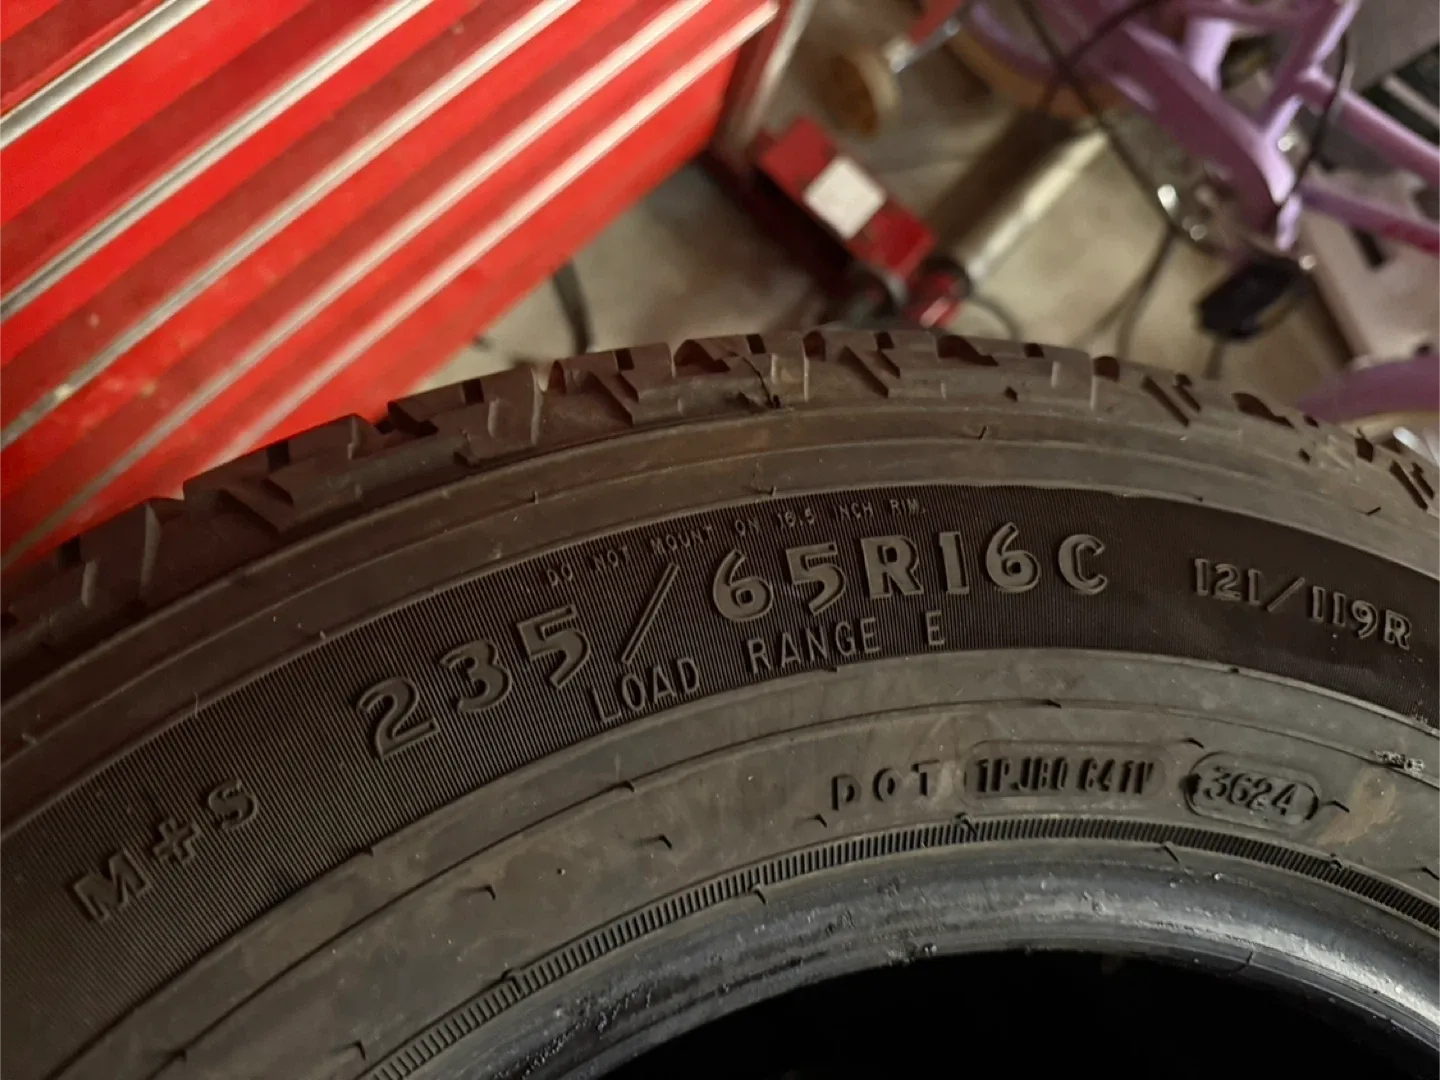 DO NOT MOUNT ON 16.5 INCH RIM.
235/65R16C 121/119R
LOAD RANGE E
M+S
DOT 3624